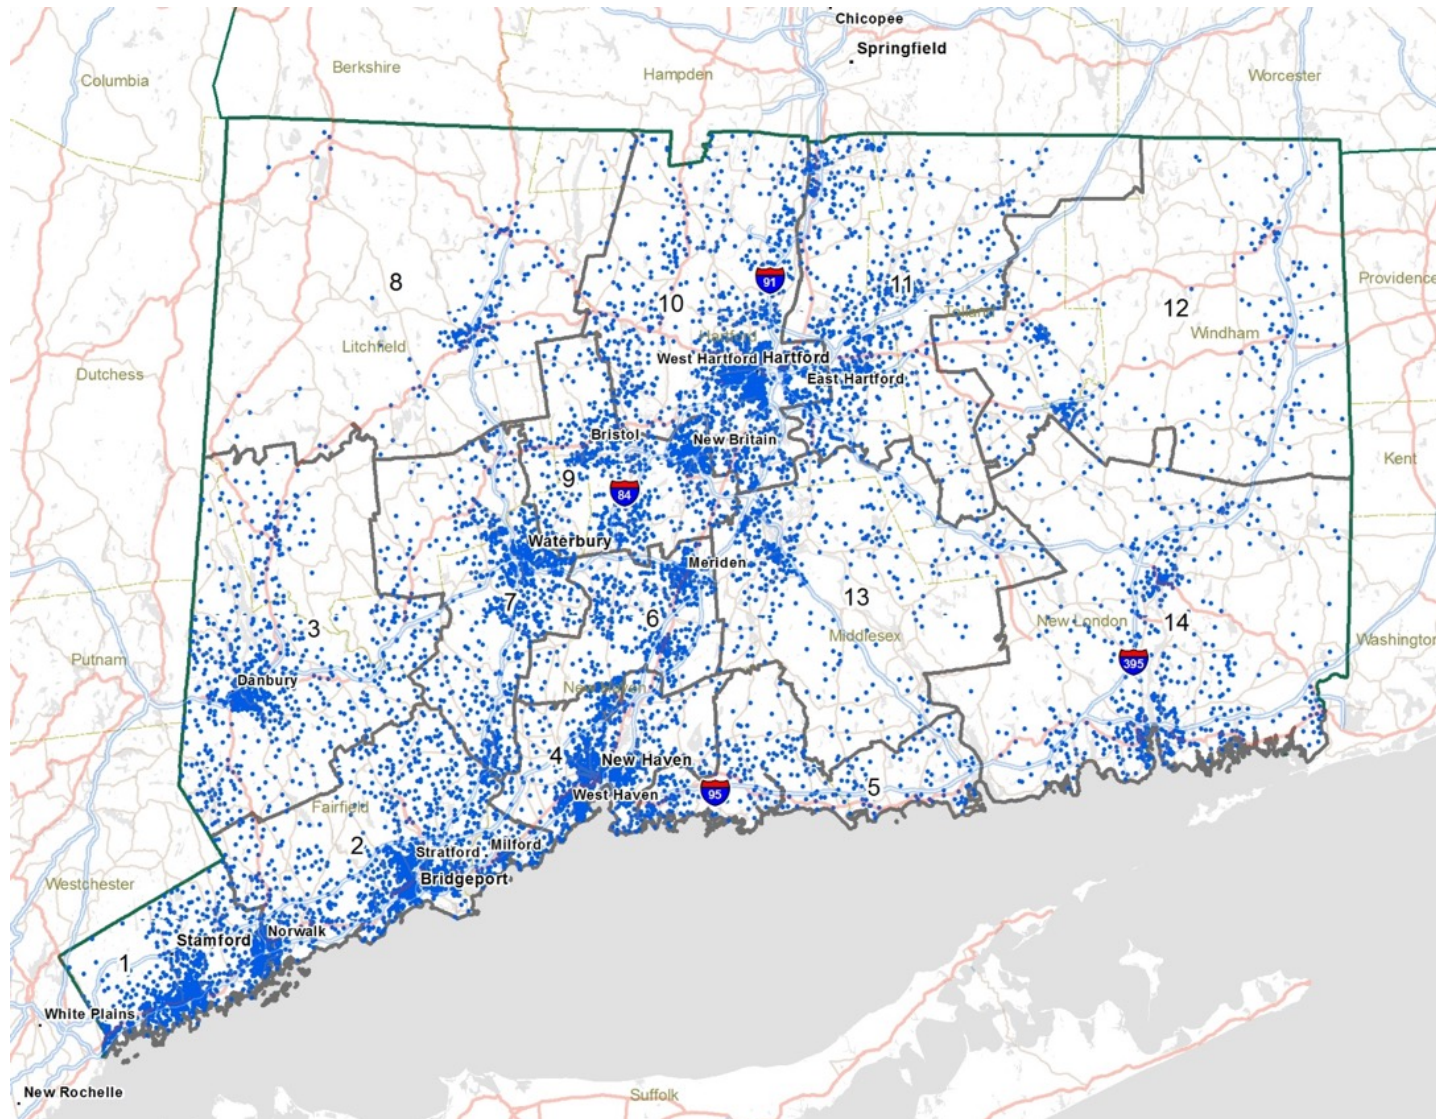 Chicopee
Springfield
Columbia
Berkshire
Hampden
Worcester
8
91
11
10
12
Providence
Litchfield
Windham
West Hartford
Hartford
Dutchess
East Hartford
Bristol
New Britain
Kent
9
84
Waterbury
Meriden
7
13
6
3
New London
14
Middlesex
Washington
Putnam
395
Danbury
4
New Haven
5
West Haven
95
Fairfield
2
Stratford
Milford
Bridgeport
Westchester
Norwalk
Stamford
1
White Plains
New Rochelle
Suffolk